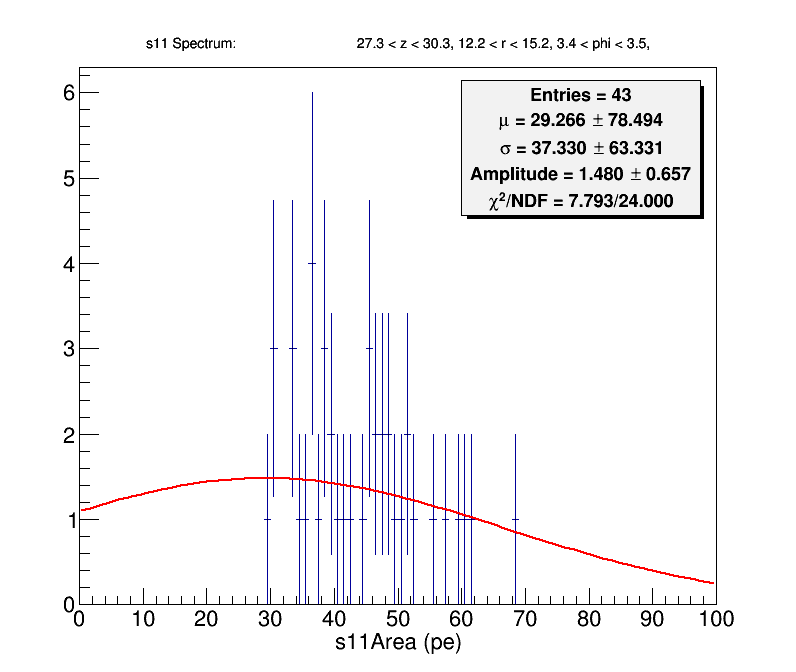 s11 Spectrum: 27.3 < z < 30.3, 12.2 < r < 15.2, 3.4 < phi < 3.5,
Entries = 43
μ = 29.266 ± 78.494
σ = 37.330 ± 63.331
Amplitude = 1.480 ± 0.657
χ²/NDF = 7.793/24.000
6
5
4
3
2
1
0
0 10 20 30 40 50 60 70 80 90 100
s11Area (pe)